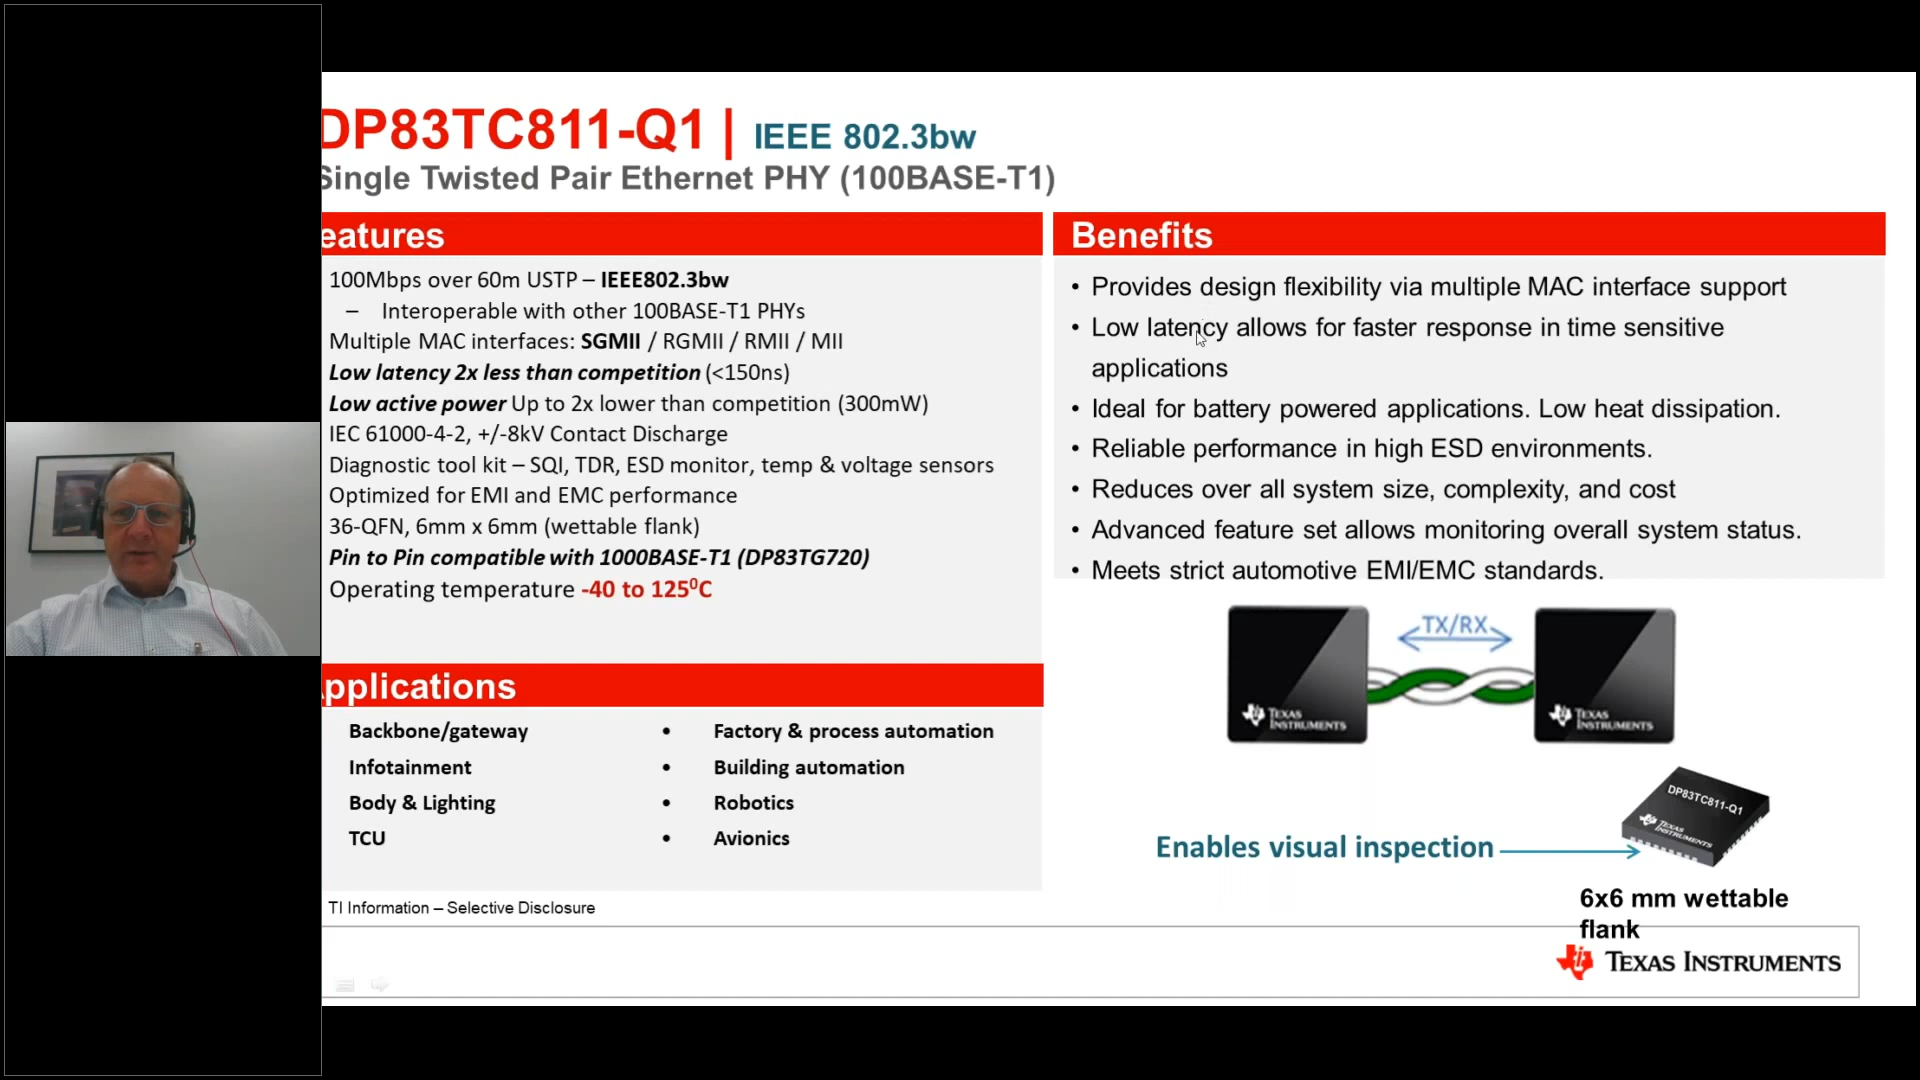 DP83TC811-Q1 | IEEE 802.3bw
Single Twisted Pair Ethernet PHY (100BASE-T1)
eatures
100Mbps over 60m USTP – IEEE802.3bw
– Interoperable with other 100BASE-T1 PHYs
Multiple MAC interfaces: SGMII / RGMII / RMII / MII
Low latency 2x less than competition (<150ns)
Low active power Up to 2x lower than competition (300mW)
IEC 61000-4-2, +/-8kV Contact Discharge
Diagnostic tool kit – SQI, TDR, ESD monitor, temp & voltage sensors
Optimized for EMI and EMC performance
36-QFN, 6mm x 6mm (wettable flank)
Pin to Pin compatible with 1000BASE-T1 (DP83TG720)
Operating temperature -40 to 125⁰C
pplications
Backbone/gateway
Infotainment
Body & Lighting
TCU
• Factory & process automation
• Building automation
• Robotics
• Avionics
TI Information – Selective Disclosure
Benefits
• Provides design flexibility via multiple MAC interface support
• Low latency allows for faster response in time sensitive
applications
• Ideal for battery powered applications. Low heat dissipation.
• Reliable performance in high ESD environments.
• Reduces over all system size, complexity, and cost
• Advanced feature set allows monitoring overall system status.
• Meets strict automotive EMI/EMC standards.
TX/RX
TEXAS
INSTRUMENTS
TEXAS
INSTRUMENTS
DP83TC811-Q1
TEXAS
INSTRUMENTS
Enables visual inspection
6x6 mm wettable
flank
TEXAS INSTRUMENTS